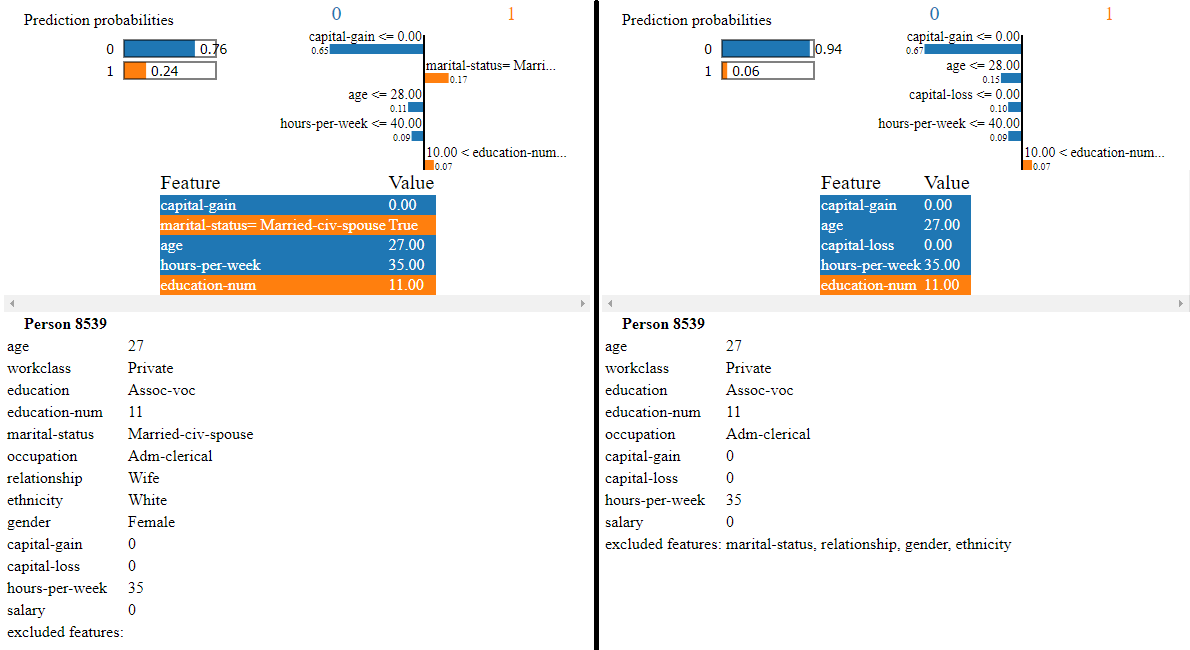 Prediction probabilities
0 0.76
1 0.24
0 1
capital-gain <= 0.00
0.65
marital-status= Marri...
0.17
age <= 28.00
0.11
hours-per-week <= 40.00
0.09
10.00 < education-num...
0.07
Feature Value
capital-gain 0.00
marital-status= Married-civ-spouse True
age 27.00
hours-per-week 35.00
education-num 11.00
Person 8539
age 27
workclass Private
education Assoc-voc
education-num 11
marital-status Married-civ-spouse
occupation Adm-clerical
relationship Wife
ethnicity White
gender Female
capital-gain 0
capital-loss 0
hours-per-week 35
salary 0
excluded features:
Prediction probabilities
0 0.94
1 0.06
0 1
capital-gain <= 0.00
0.67
age <= 28.00
0.15
capital-loss <= 0.00
0.10
hours-per-week <= 40.00
0.09
10.00 < education-num...
0.07
Feature Value
capital-gain 0.00
age 27.00
capital-loss 0.00
hours-per-week 35.00
education-num 11.00
Person 8539
age 27
workclass Private
education Assoc-voc
education-num 11
occupation Adm-clerical
capital-gain 0
capital-loss 0
hours-per-week 35
salary 0
excluded features: marital-status, relationship, gender, ethnicity